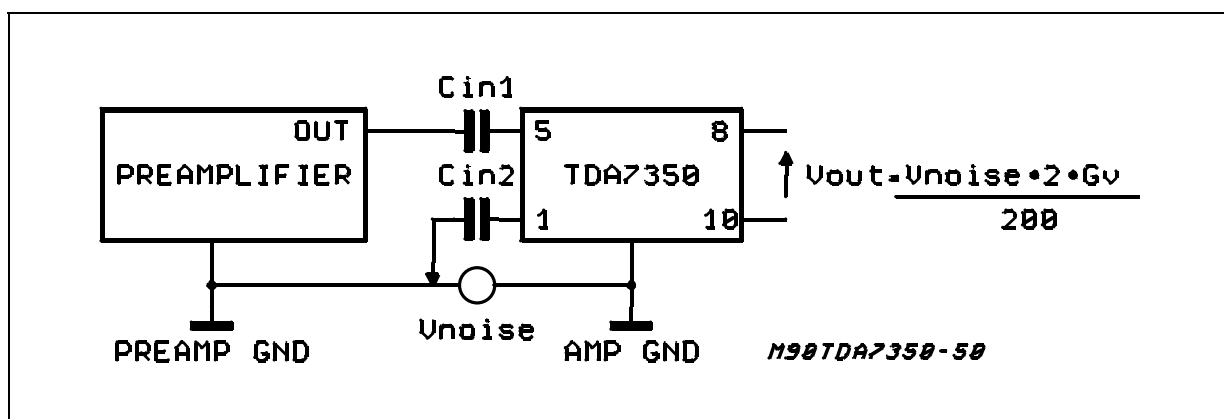 Cin1
OUT
5
8
PREAMPLIFIER
Cin2
TDA7350
Vout=Vnoise•2•Gv
200
1
10
Vnoise
PREAMP GND
AMP GND
M90TDA7350-50